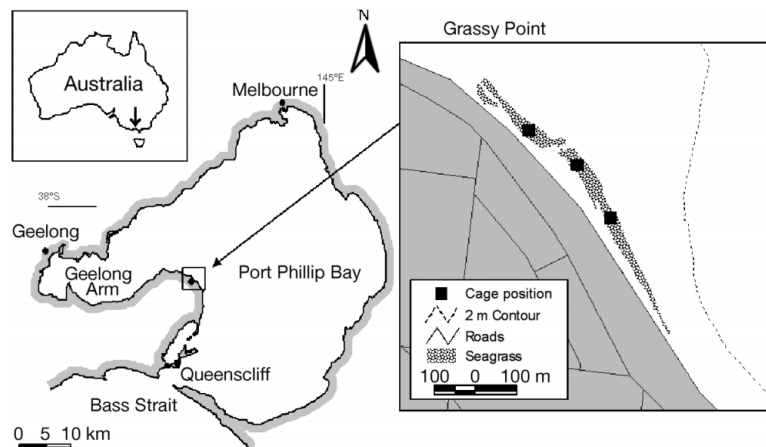 Australia
N
145°E
Melbourne
38°S
Geelong
Geelong
Arm
Port Phillip Bay
Queenscliff
Bass Strait
0 5 10 km
Grassy Point
Cage position
2 m Contour
Roads
Seagrass
100 0 100 m